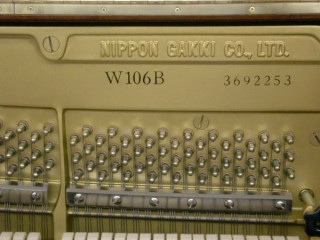 NIPPON GAKKI CO., LTD.
W106B 3692253